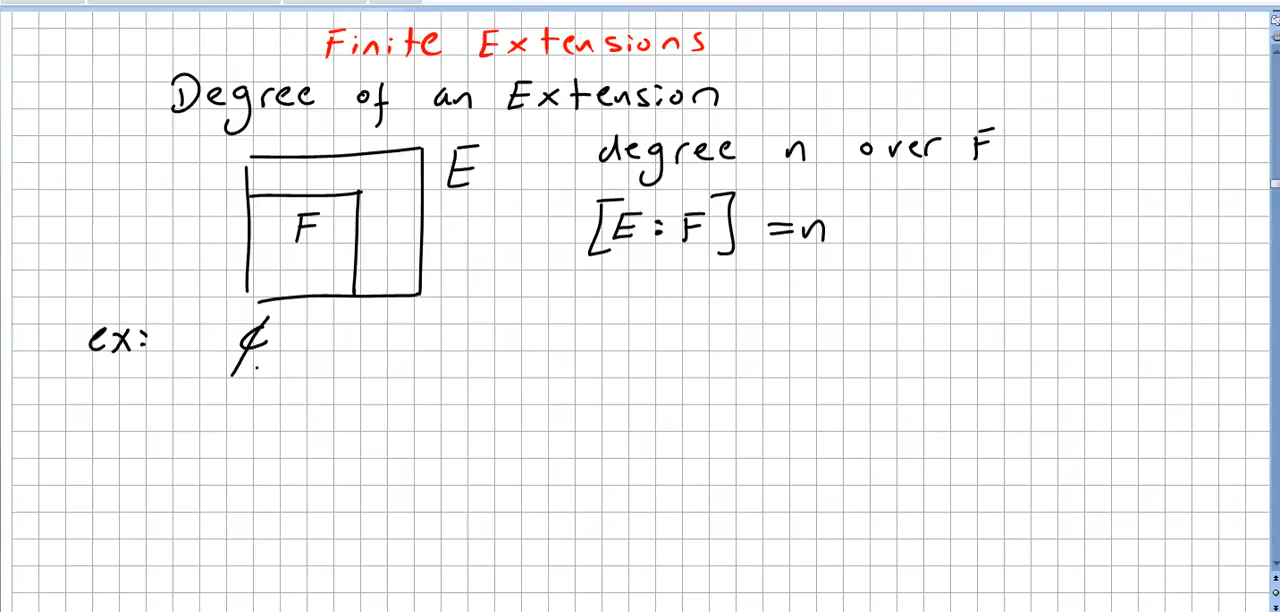 Finite Extensions
Degree of an Extension
E degree n over F
F [E : F] = n
ex: ₵